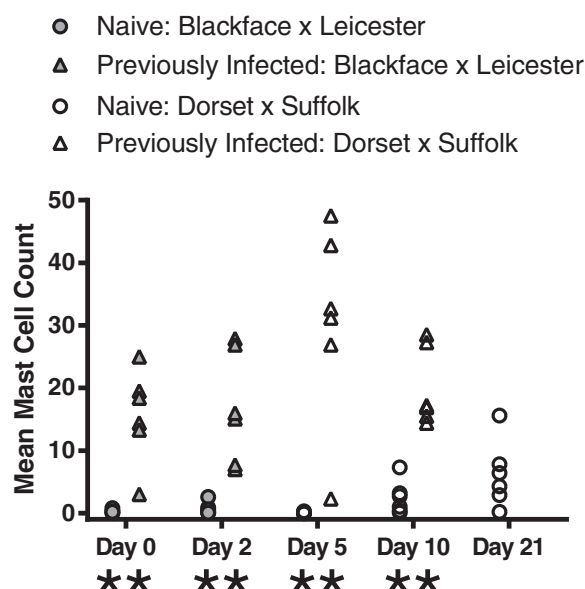 Naive: Blackface x Leicester
Previously Infected: Blackface x Leicester
Naive: Dorset x Suffolk
Previously Infected: Dorset x Suffolk
50
40
30
20
10
0
Mean Mast Cell Count
Day 0 Day 2 Day 5 Day 10 Day 21
** ** ** **